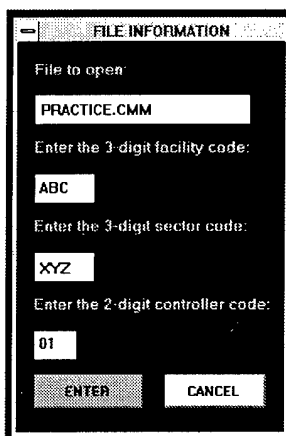 FILE INFORMATION
File to open:
PRACTICE.CMM
Enter the 3-digit facility code:
ABC
Enter the 3-digit sector code:
XYZ
Enter the 2-digit controller code:
01
ENTER CANCEL